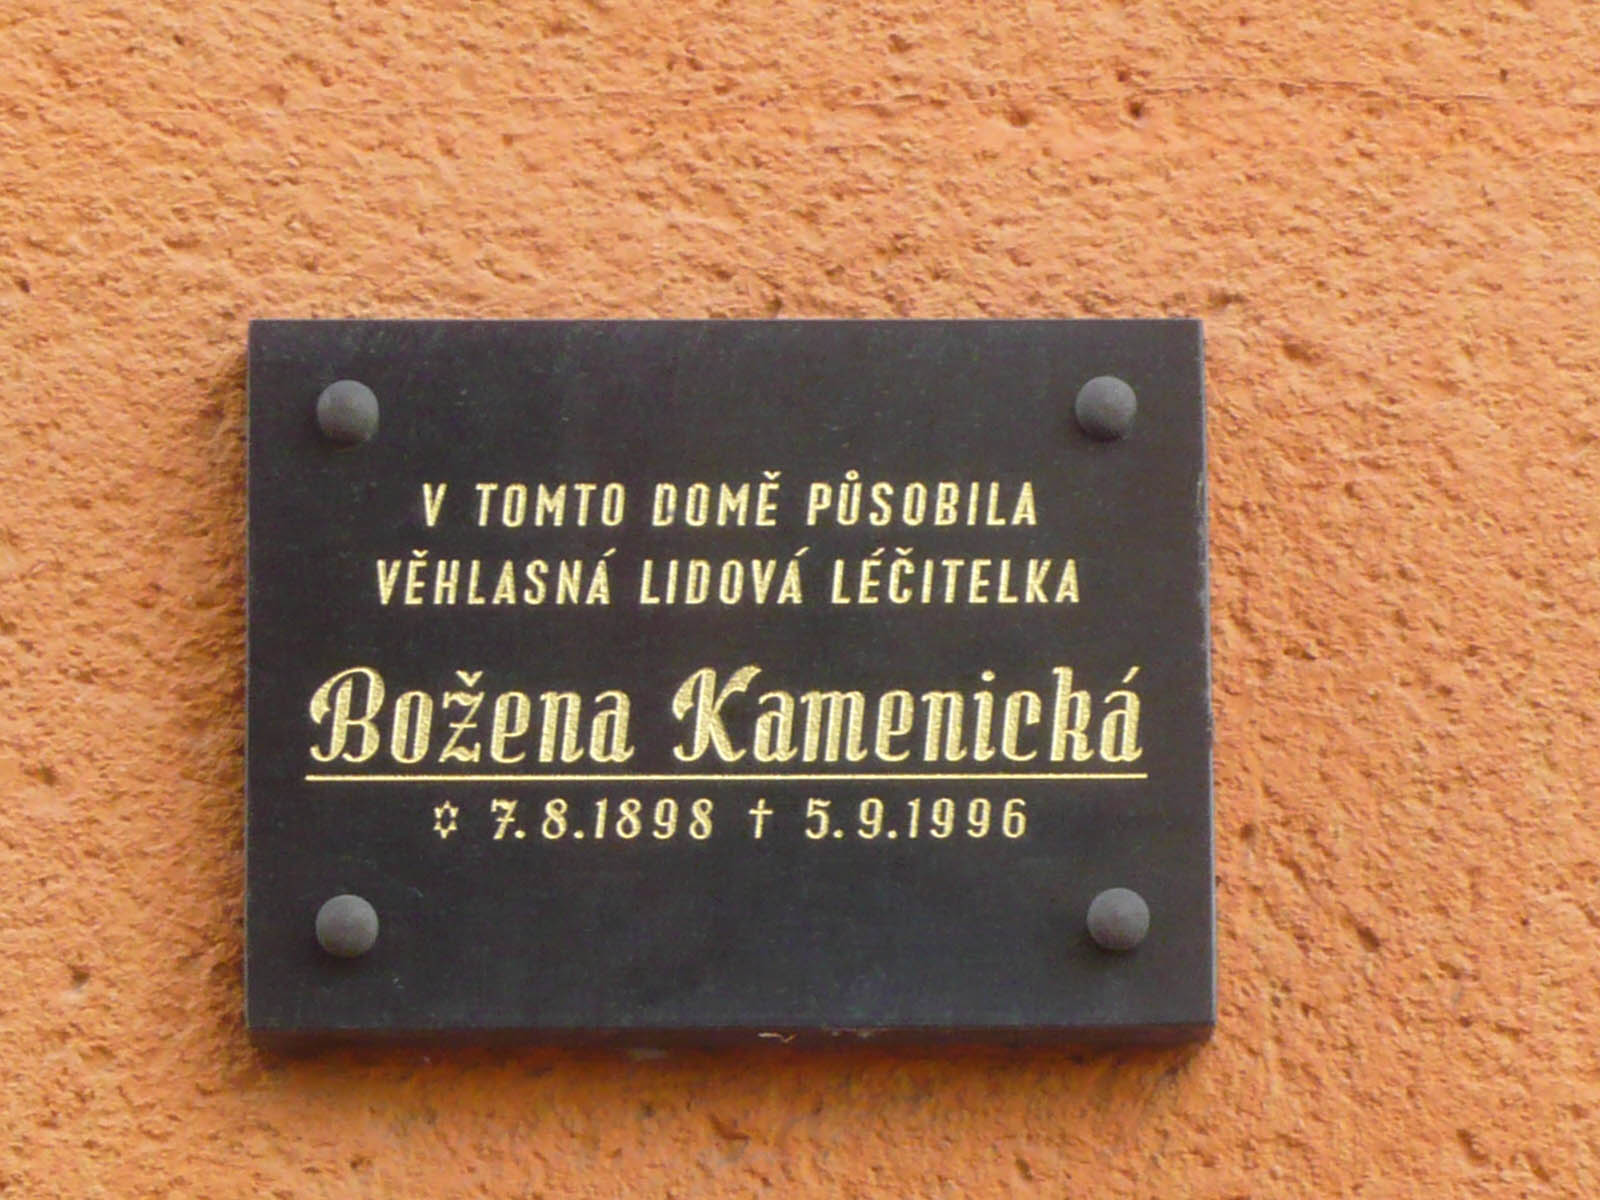 V TOMTO DOMĚ PŮSOBILA
VĚHLASNÁ LIDOVÁ LÉČITELKA
Božena Kamenická
✡ 7.8.1898 † 5.9.1996